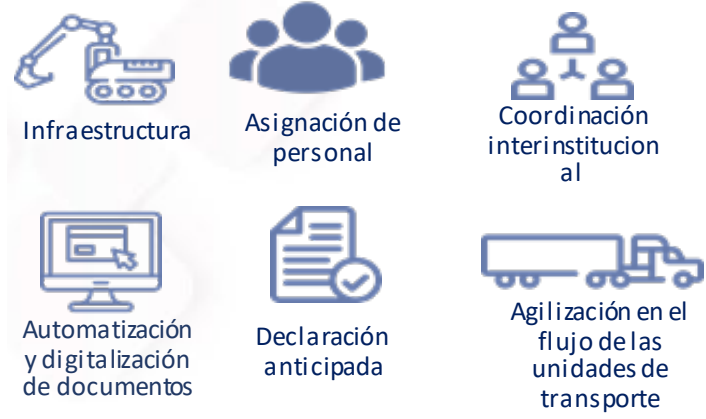 Infraestructura
Asignación de
personal
Coordinación
interinstitucion
al
Automatización
y digitalización
de documentos
Declaración
anticipada
Agilización en el
flujo de las
unidades de
transporte